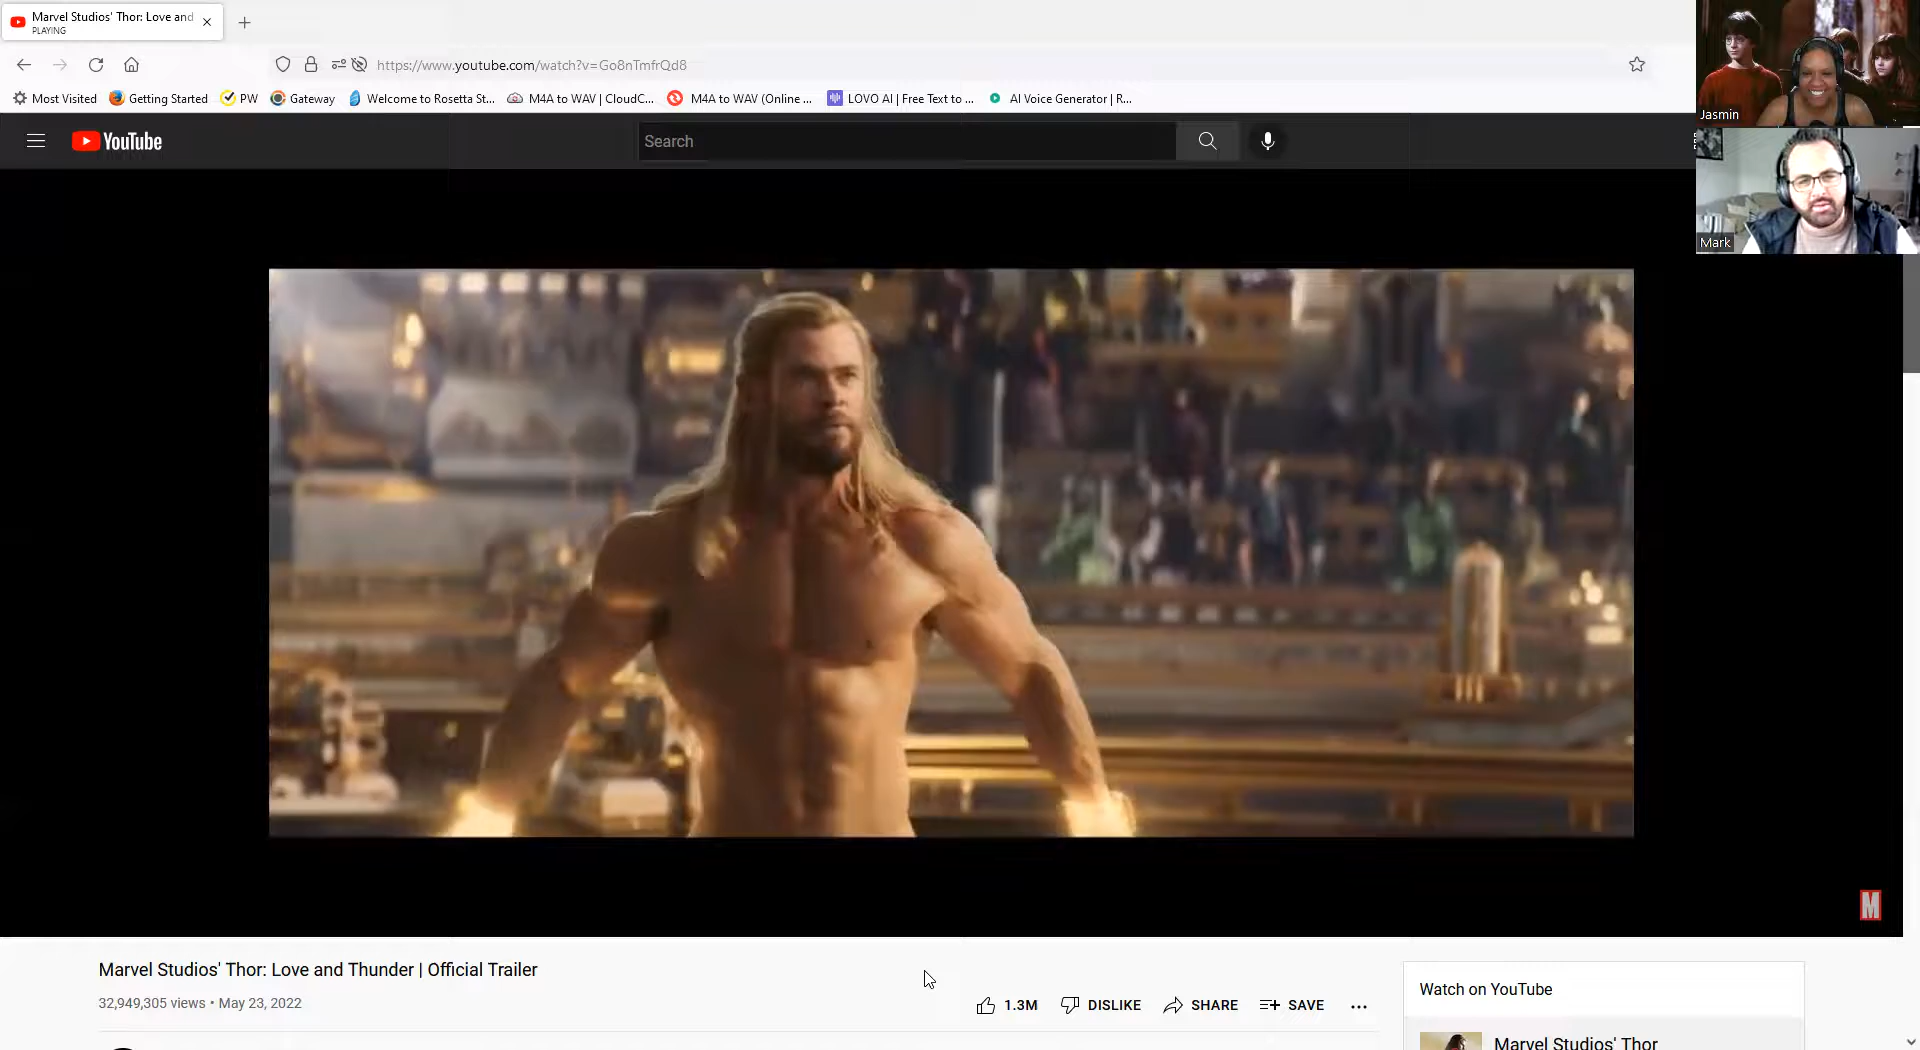 Marvel Studios' Thor: Love and
PLAYING
https://www.youtube.com/watch?v=Go8nTmfrQd8
Most Visited
Getting Started
PW
Gateway
Welcome to Rosetta St...
M4A to WAV | CloudC...
M4A to WAV (Online ...
LOVO AI | Free Text to ...
AI Voice Generator | R...
Jasmin
YouTube
Search
Mark
M
Marvel Studios' Thor: Love and Thunder | Official Trailer
32,949,305 views • May 23, 2022
1.3M
DISLIKE
SHARE
SAVE
Watch on YouTube
Marvel Studios' Thor